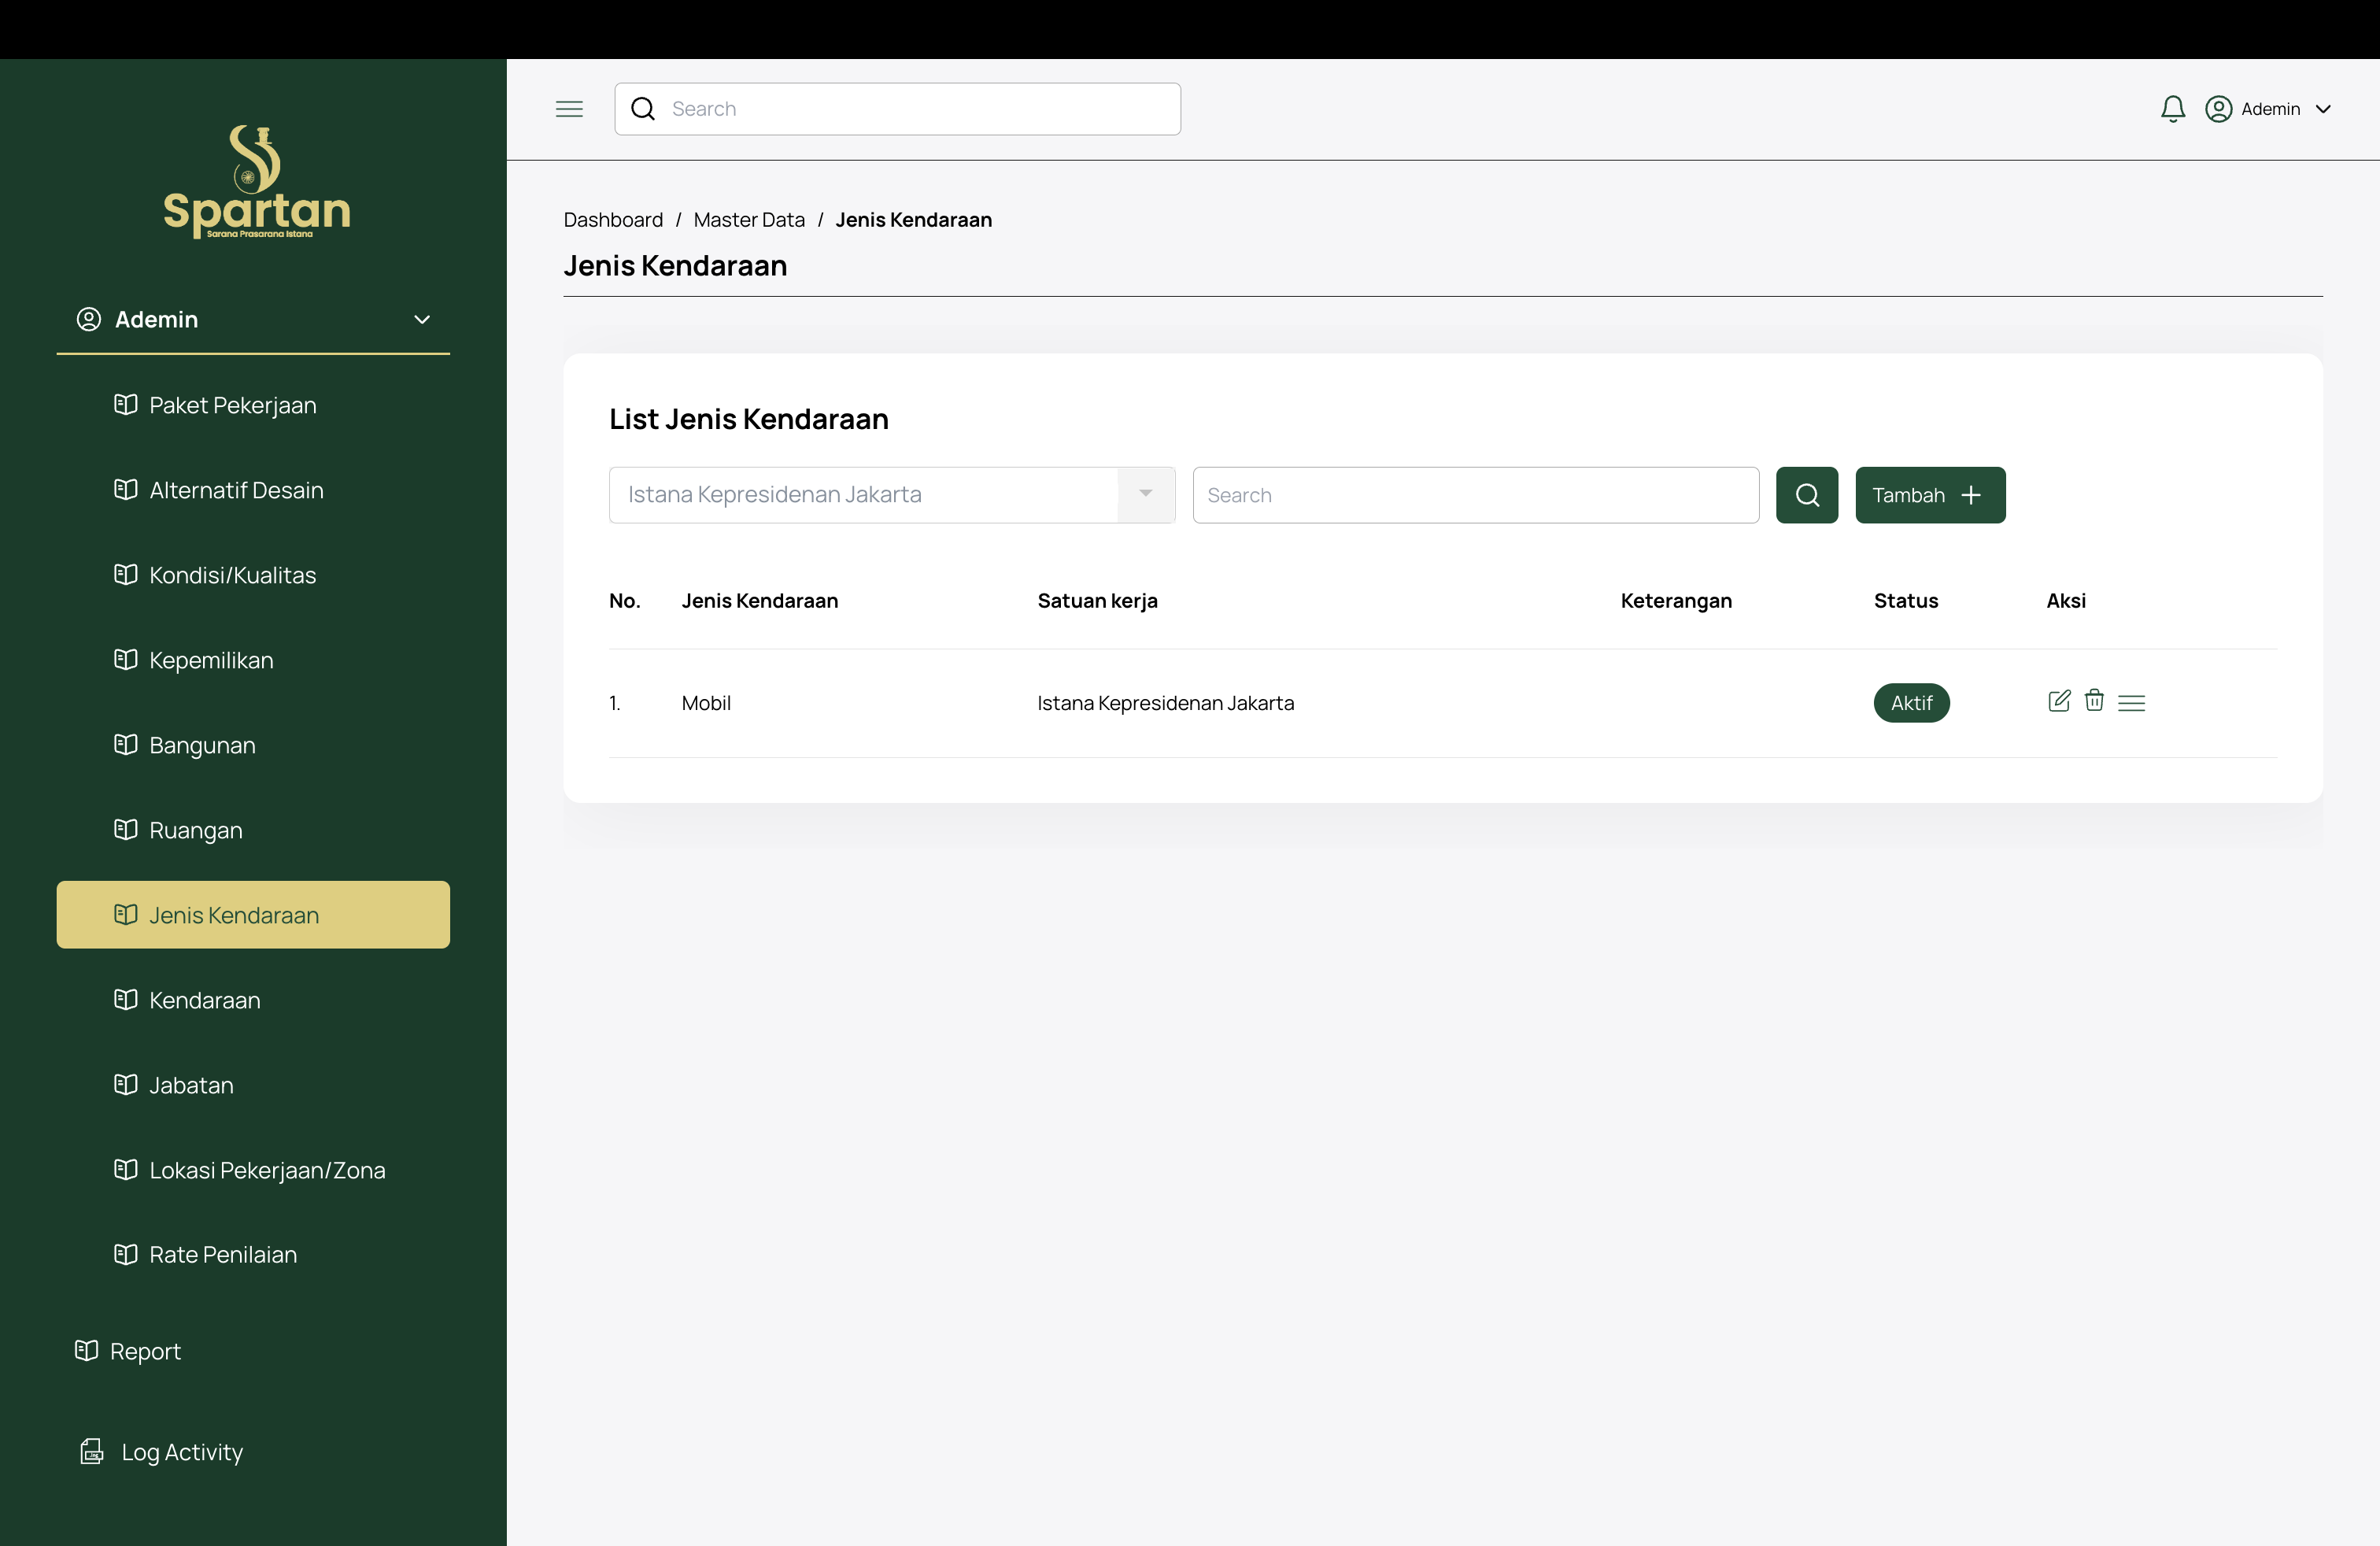 Search
Ademin
Spartan
Sarana Prasarana Istana
Ademin
Paket Pekerjaan
Alternatif Desain
Kondisi/Kualitas
Kepemilikan
Bangunan
Ruangan
Jenis Kendaraan
Kendaraan
Jabatan
Lokasi Pekerjaan/Zona
Rate Penilaian
Report
Log Activity
Dashboard / Master Data / Jenis Kendaraan
Jenis Kendaraan
List Jenis Kendaraan
Istana Kepresidenan Jakarta Search Tambah
No. Jenis Kendaraan Satuan kerja Keterangan Status Aksi
1. Mobil Istana Kepresidenan Jakarta Aktif